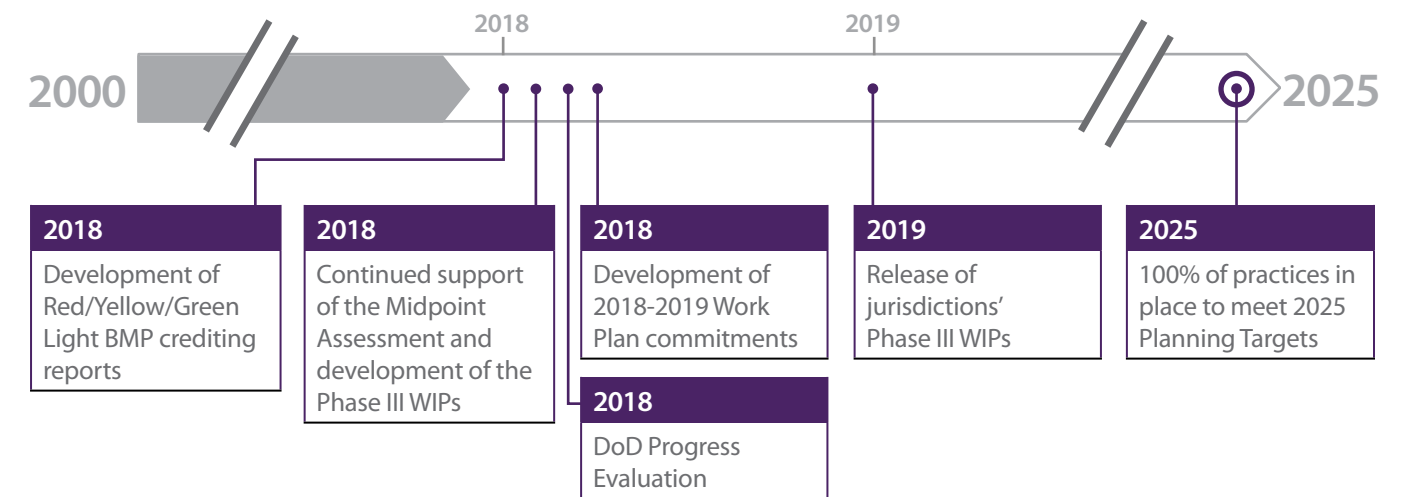 2018
2019
2000
2025
2018
Development of
Red/Yellow/Green
Light BMP crediting
reports
2018
Continued support
of the Midpoint
Assessment and
development of the
Phase III WIPs
2018
Development of
2018-2019 Work
Plan commitments
2018
DoD Progress
Evaluation
2019
Release of
jurisdictions’
Phase III WIPs
2025
100% of practices in
place to meet 2025
Planning Targets